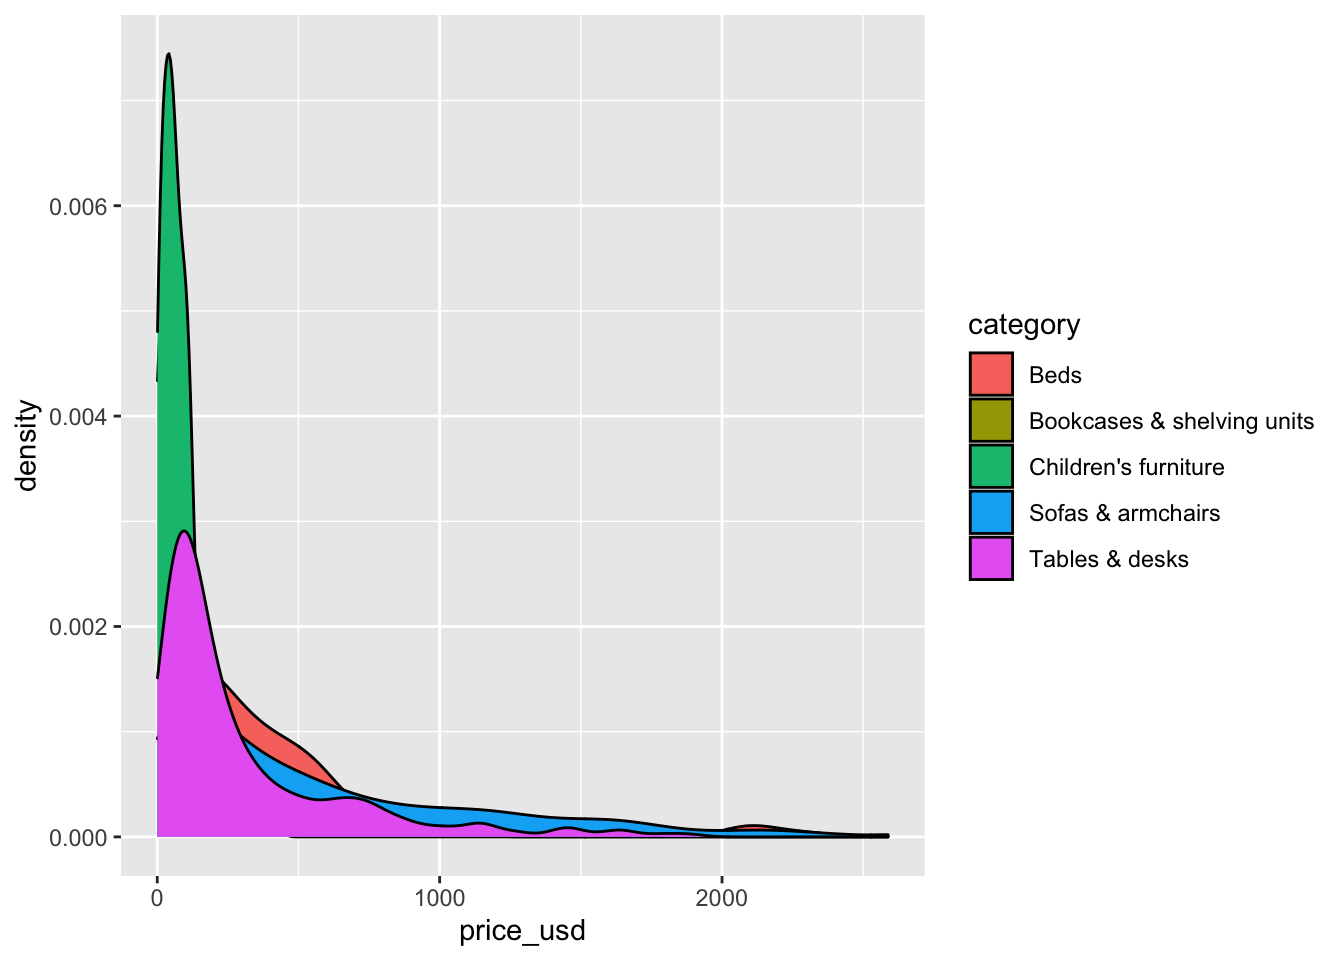 0.006
0.004
0.002
0.000
density
0
1000
2000
price_usd
category
Beds
Bookcases & shelving units
Children's furniture
Sofas & armchairs
Tables & desks